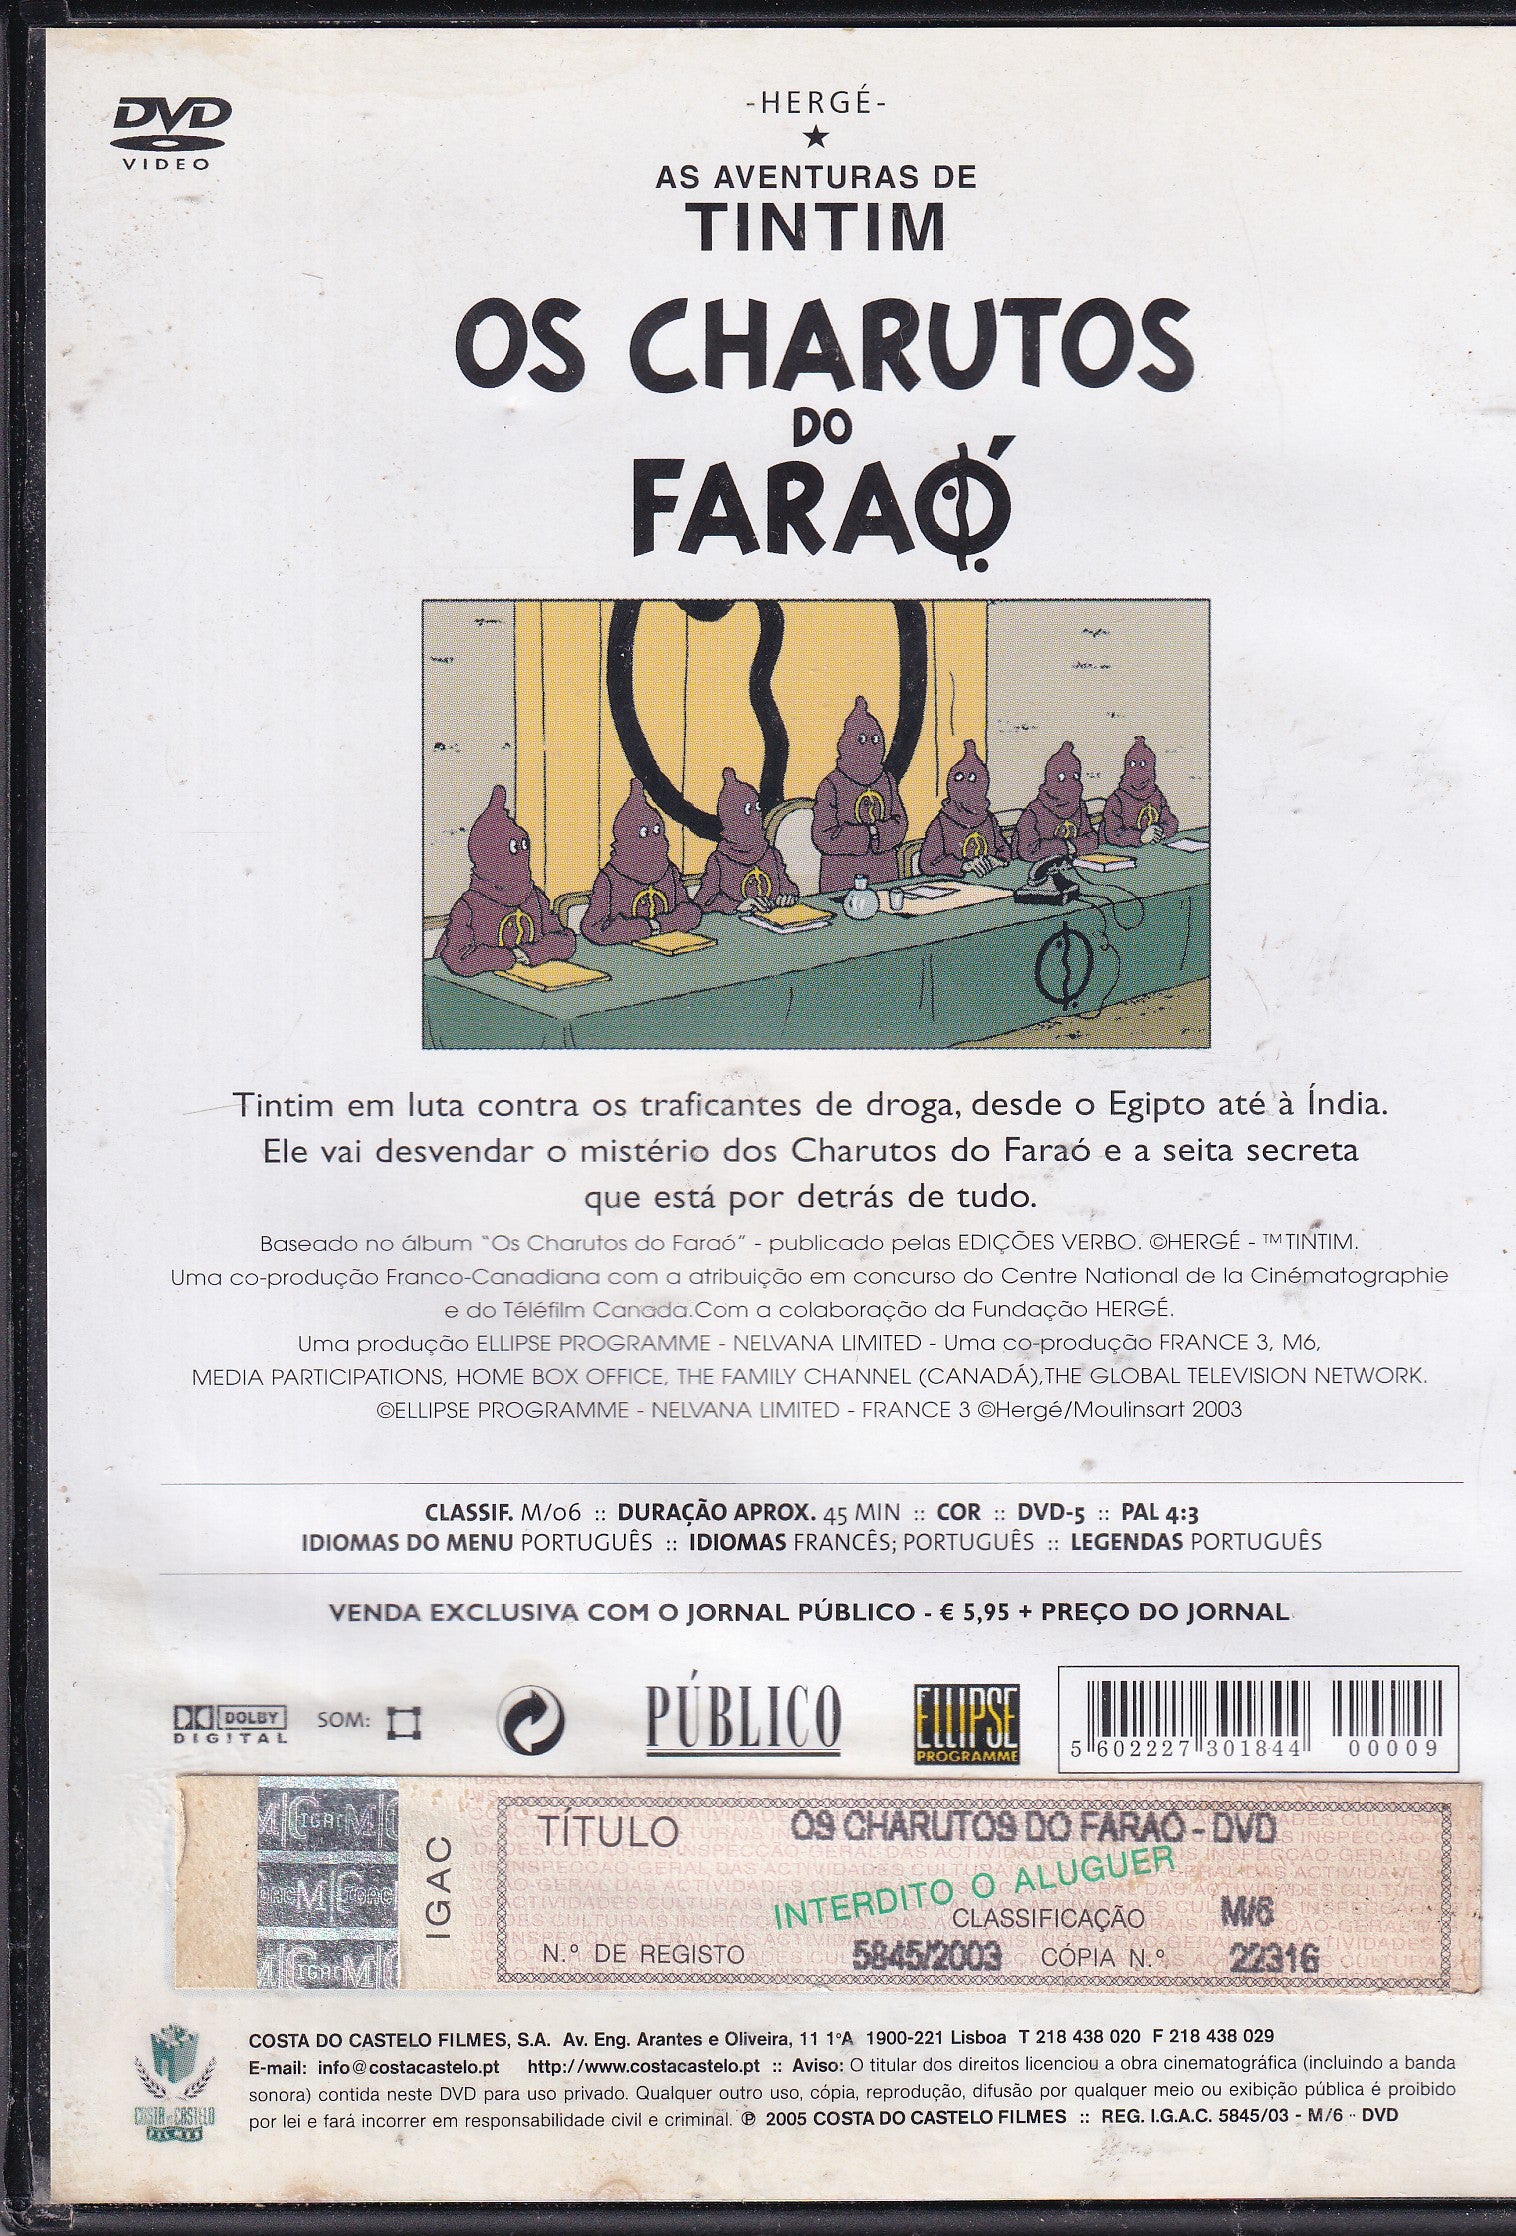 DVD
VIDEO
-HERGÉ-
AS AVENTURAS DE
TINTIM
OS CHARUTOS
DO
FARAÓ
Tintim em luta contra os traficantes de droga, desde o Egipto até à Índia.
Ele vai desvendar o mistério dos Charutos do Faraó e a seita secreta
que está por detrás de tudo.
Baseado no álbum "Os Charutos do Faraó" - publicado pelas EDIÇÕES VERBO. ©HERGÉ - ™TINTIM.
Uma co-produção Franco-Canadiana com a atribuição em concurso do Centre National de la Cinématographie
e do Téléfilm Canada.Com a colaboração da Fundação HERGÉ.
Uma produção ELLIPSE PROGRAMME - NELVANA LIMITED - Uma co-produção FRANCE 3, M6,
MEDIA PARTICIPATIONS, HOME BOX OFFICE, THE FAMILY CHANNEL (CANADÁ),THE GLOBAL TELEVISION NETWORK.
©ELLIPSE PROGRAMME - NELVANA LIMITED - FRANCE 3 ©Hergé/Moulinsart 2003
CLASSIF. M/06 :: DURAÇÃO APROX. 45 MIN :: COR :: DVD-5 :: PAL 4:3
IDIOMAS DO MENU PORTUGUÊS :: IDIOMAS FRANCÊS; PORTUGUÊS :: LEGENDAS PORTUGUÊS
VENDA EXCLUSIVA COM O JORNAL PÚBLICO - € 5,95 + PREÇO DO JORNAL
DOLBY
DIGITAL
SOM:
PÚBLICO
ELLIPSE
PROGRAMME
5 602227 301844 00009
IGAC
TÍTULO OS CHARUTOS DO FARAO - DVD
INTERDITO O ALUGUER
CLASSIFICAÇÃO M/6
N.º DE REGISTO 5845/2003 CÓPIA N.º 22316
COSTA DO CASTELO FILMES
COSTA DO CASTELO FILMES, S.A. Av. Eng. Arantes e Oliveira, 11 1ºA 1900-221 Lisboa T 218 438 020 F 218 438 029
E-mail: info@costacastelo.pt http://www.costacastelo.pt :: Aviso: O titular dos direitos licenciou a obra cinematográfica (incluindo a banda
sonora) contida neste DVD para uso privado. Qualquer outro uso, cópia, reprodução, difusão por qualquer meio ou exibição pública é proibido
por lei e fará incorrer em responsabilidade civil e criminal. ℗ 2005 COSTA DO CASTELO FILMES :: REG. I.G.A.C. 5845/03 - M/6 ·· DVD